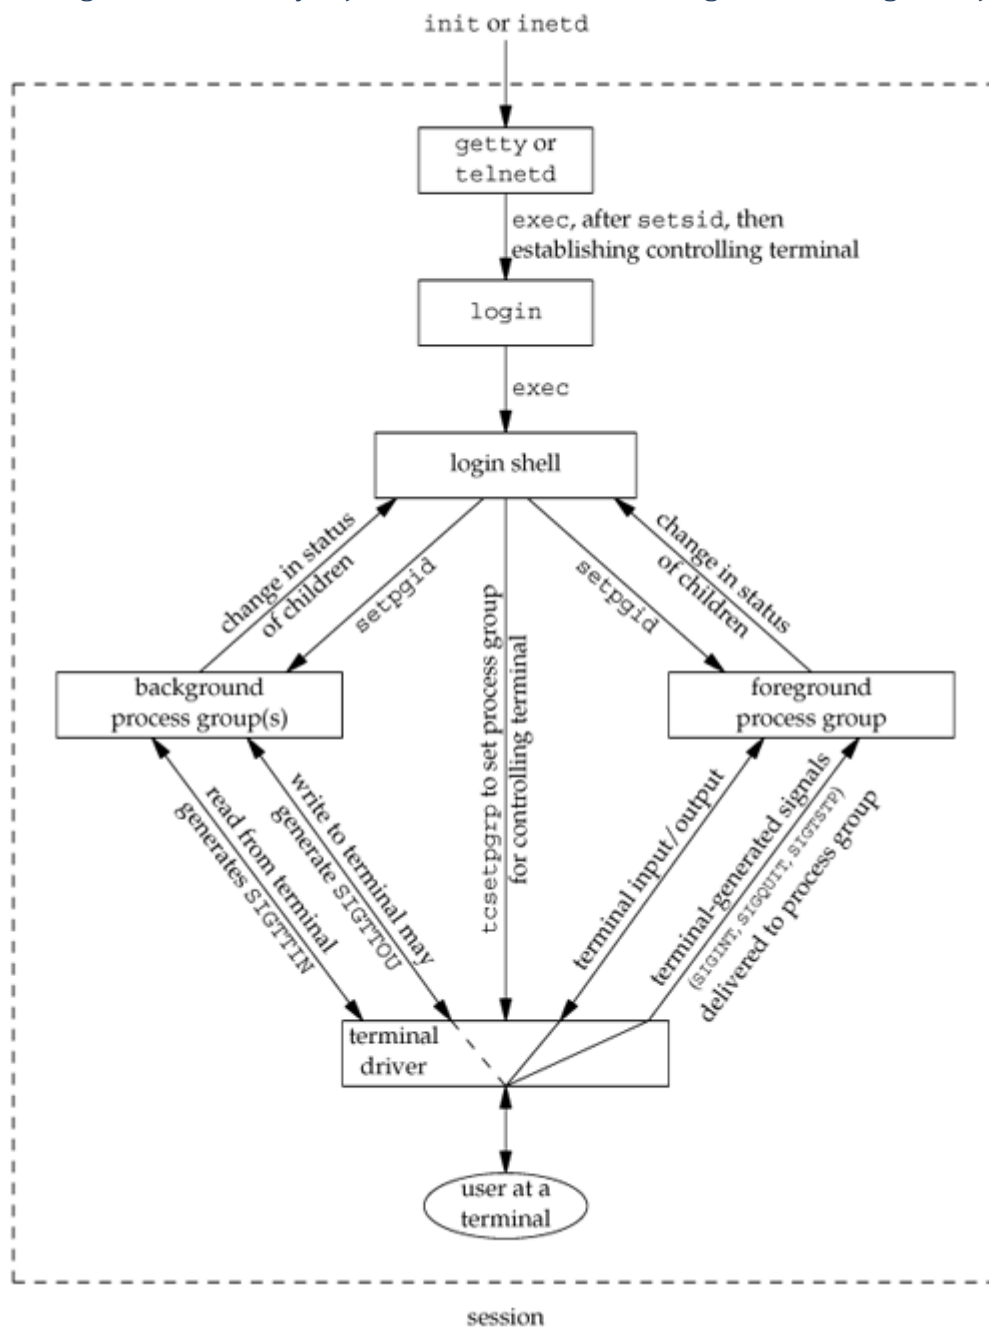 init or inetd
getty or
telnetd
exec, after setsid, then
establishing controlling terminal
login
exec
login shell
change in status
of children
setpgid
setpgid
change in status
of children
background
process group(s)
foreground
process group
tcsetpgrp to set process group
for controlling terminal
read from terminal
generates SIGTTIN
write to terminal may
generate SIGTTOU
terminal input/output
terminal-generated signals
(SIGINT, SIGQUIT, SIGTSTP)
delivered to process group
terminal
driver
user at a
terminal
session